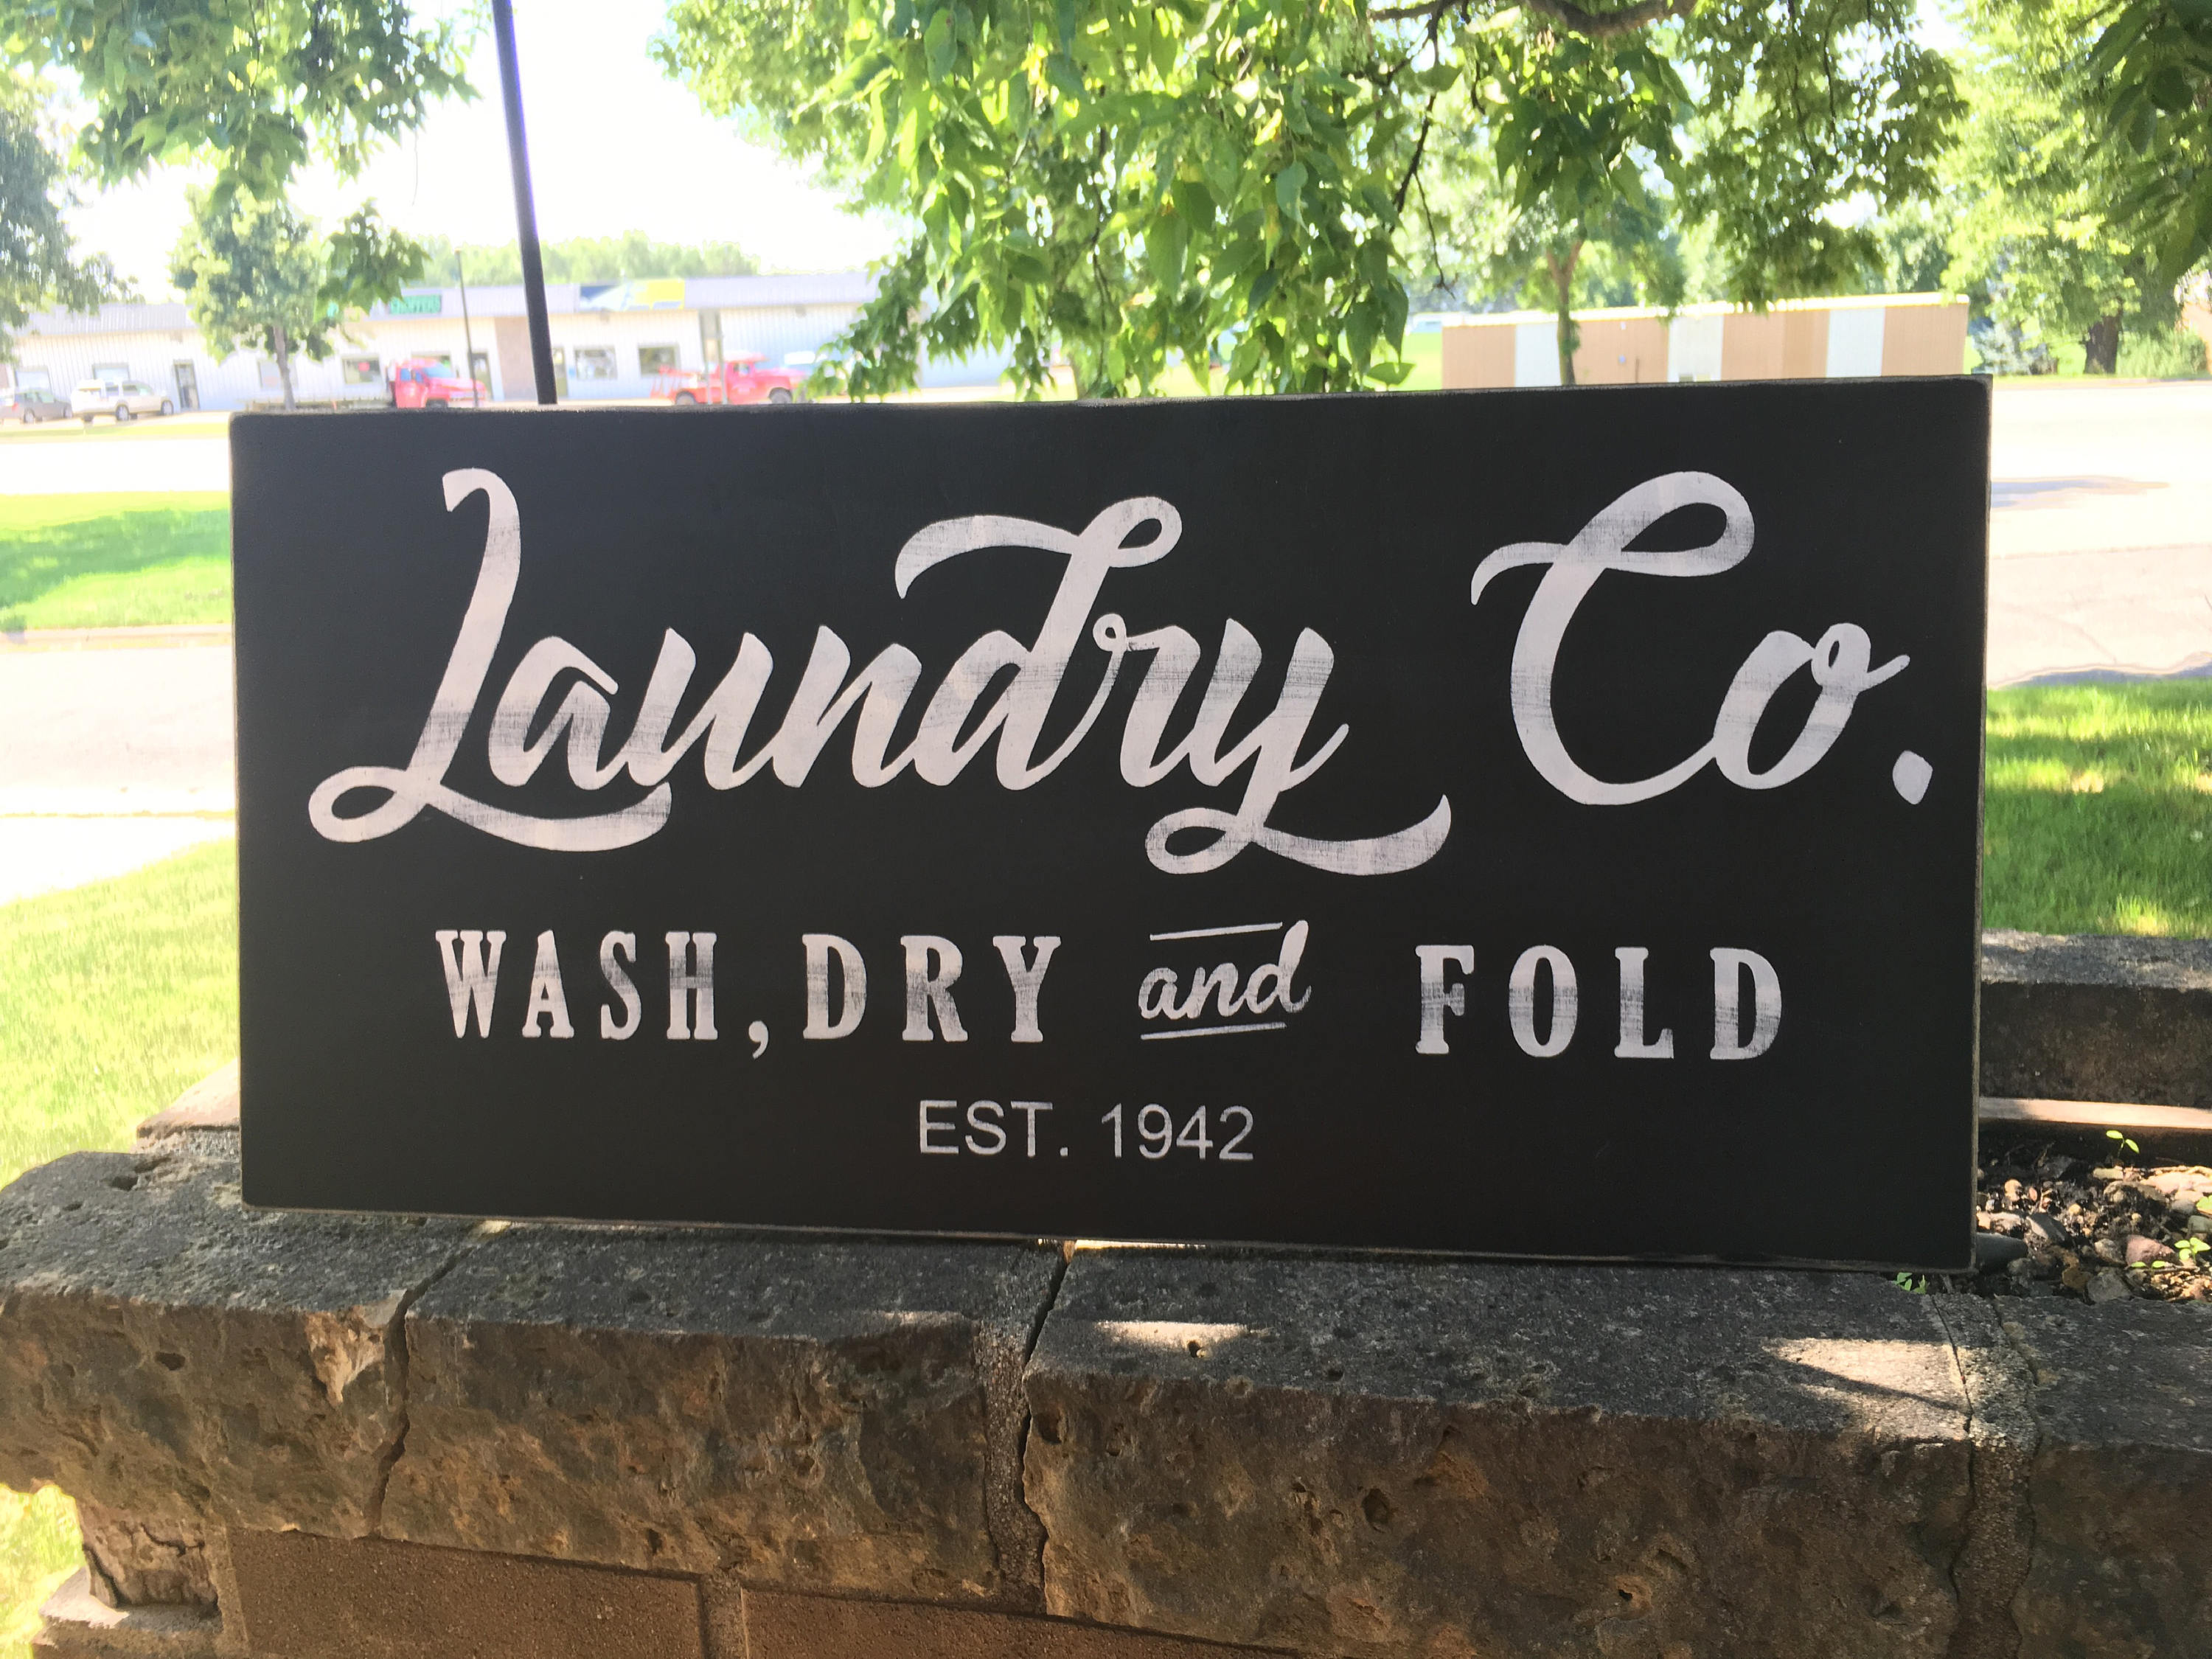 Laundry Co.
WASH, DRY and FOLD
EST. 1942